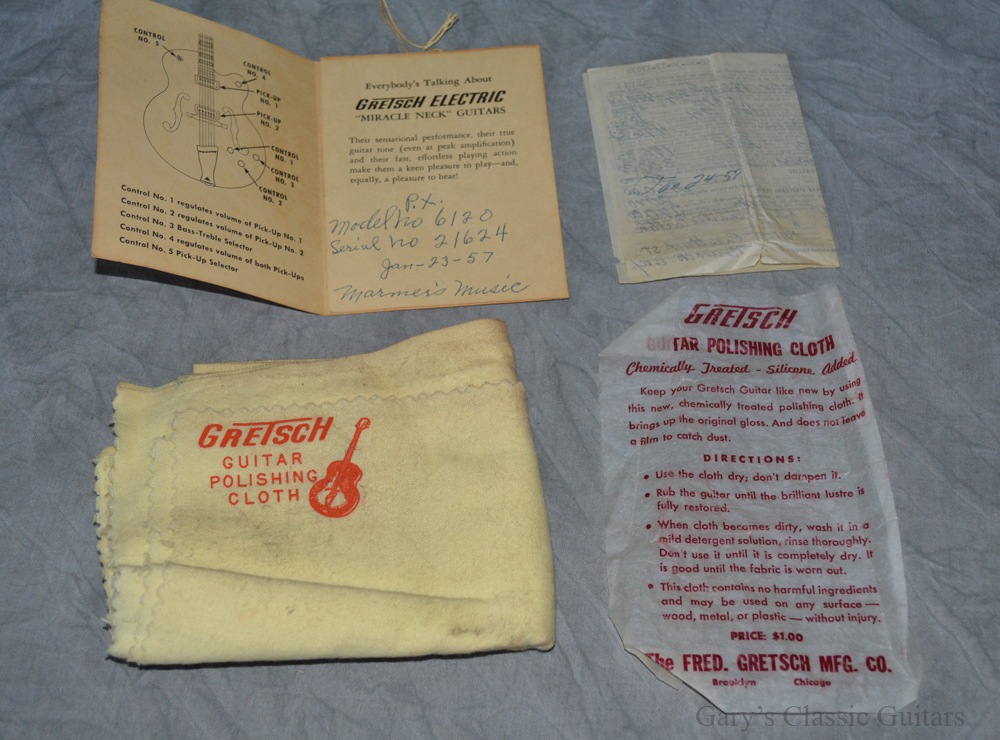 CONTROL
NO. 5
CONTROL
NO. 4
PICK-UP
NO. 1
PICK-UP
NO. 2
CONTROL
NO. 1
CONTROL
NO. 3
CONTROL
NO. 2
Control No. 1 regulates volume of Pick-Up No. 1
Control No. 2 regulates volume of Pick-Up No. 2
Control No. 3 Bass-Treble Selector
Control No. 4 regulates volume of both Pick-Ups
Control No. 5 Pick-Up Selector
Everybody's Talking About
GRETSCH ELECTRIC
"MIRACLE NECK" GUITARS
Their sensational performance, their true
guitar tone (even at peak amplification)
and their fast, effortless playing action
make them a keen pleasure to play—and,
equally, a pleasure to hear!
P.X.
Model No 6120
Serial No 21624
Jan-23-57
Marmei's Music
GRETSCH
GUITAR
POLISHING
CLOTH
GRETSCH
GUITAR POLISHING CLOTH
Chemically Treated - Silicone Added
Keep your Gretsch Guitar like new by using
this new, chemically treated polishing cloth. It
brings up the original gloss. And does not leave
a film to catch dust.
DIRECTIONS:
• Use the cloth dry; don't dampen it.
• Rub the guitar until the brilliant lustre is
fully restored.
• When cloth becomes dirty, wash it in a
mild detergent solution, rinse thoroughly.
Don't use it until it is completely dry. It
is good until the fabric is worn out.
• This cloth contains no harmful ingredients
and may be used on any surface —
wood, metal, or plastic — without injury.
PRICE: $1.00
The FRED. GRETSCH MFG. CO.
Brooklyn Chicago
Gary's Classic Guitars